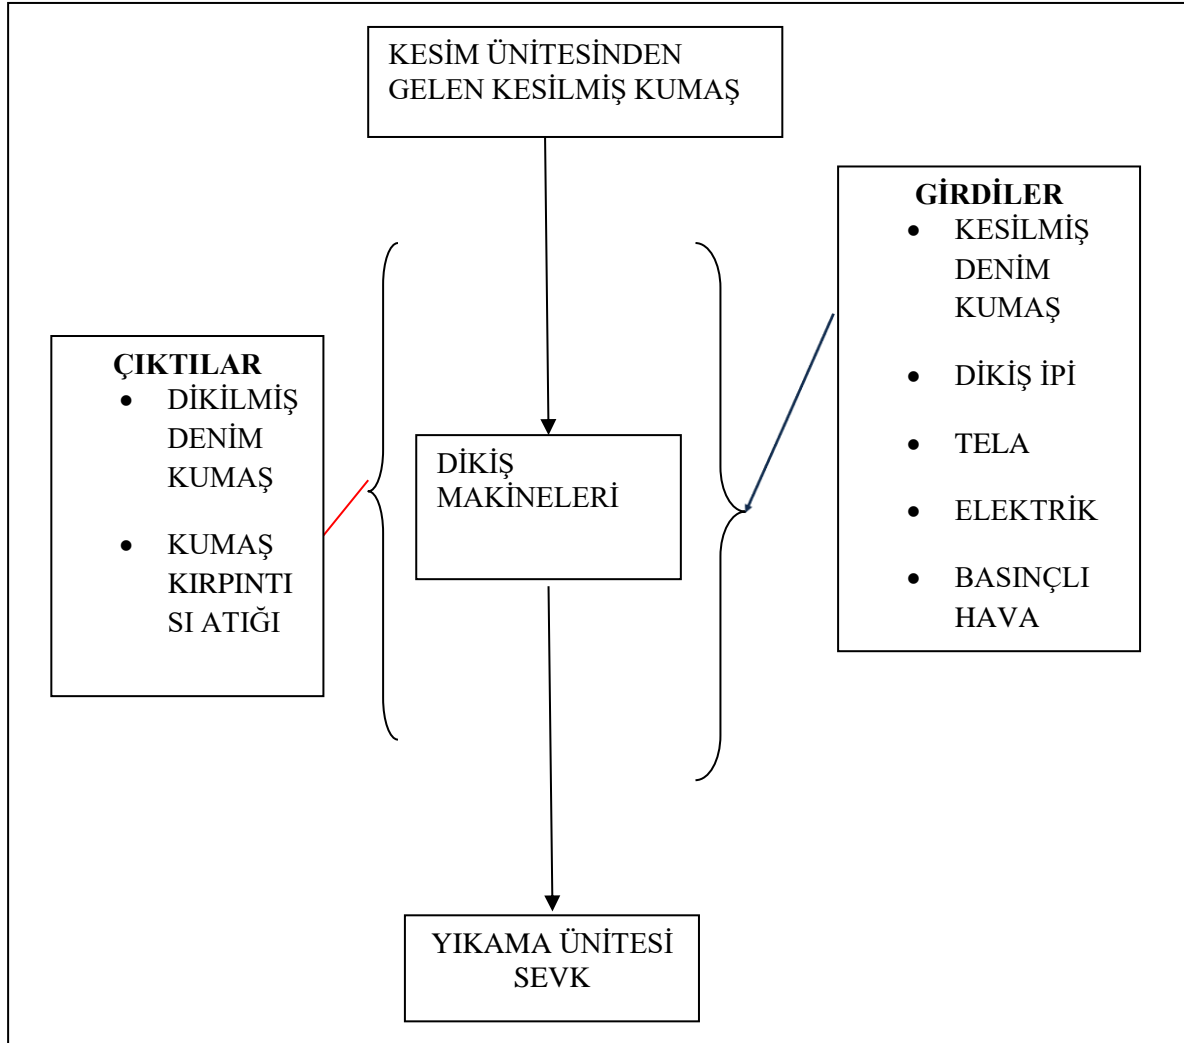 KESİM ÜNİTESİNDEN
GELEN KESİLMİŞ KUMAŞ
GİRDİLER
• KESİLMİŞ
DENİM
KUMAŞ
• DİKİŞ İPİ
• TELA
• ELEKTRİK
• BASINÇLI
HAVA
ÇIKTILAR
• DİKİLMİŞ
DENİM
KUMAŞ
• KUMAŞ
KIRPINTI
SI ATIĞI
DİKİŞ
MAKİNELERİ
YIKAMA ÜNİTESİ
SEVK